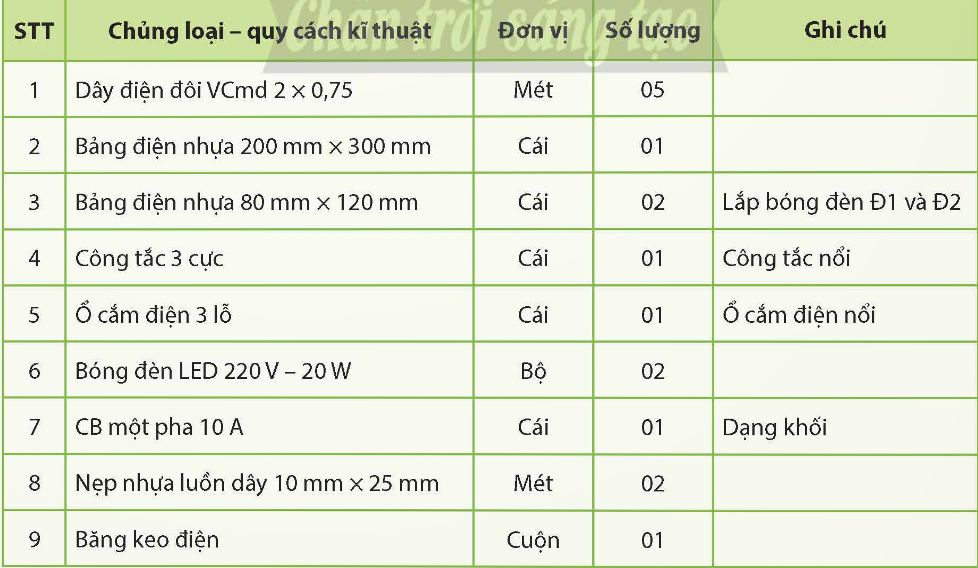 Chân trời sáng tạo
STT Chủng loại – quy cách kĩ thuật Đơn vị Số lượng Ghi chú
1 Dây điện đôi VCmd 2 × 0,75 Mét 05
2 Bảng điện nhựa 200 mm × 300 mm Cái 01
3 Bảng điện nhựa 80 mm × 120 mm Cái 02 Lắp bóng đèn Đ1 và Đ2
4 Công tắc 3 cực Cái 01 Công tắc nổi
5 Ổ cắm điện 3 lỗ Cái 01 Ổ cắm điện nổi
6 Bóng đèn LED 220 V – 20 W Bộ 02
7 CB một pha 10 A Cái 01 Dạng khối
8 Nẹp nhựa luồn dây 10 mm × 25 mm Mét 02
9 Băng keo điện Cuộn 01